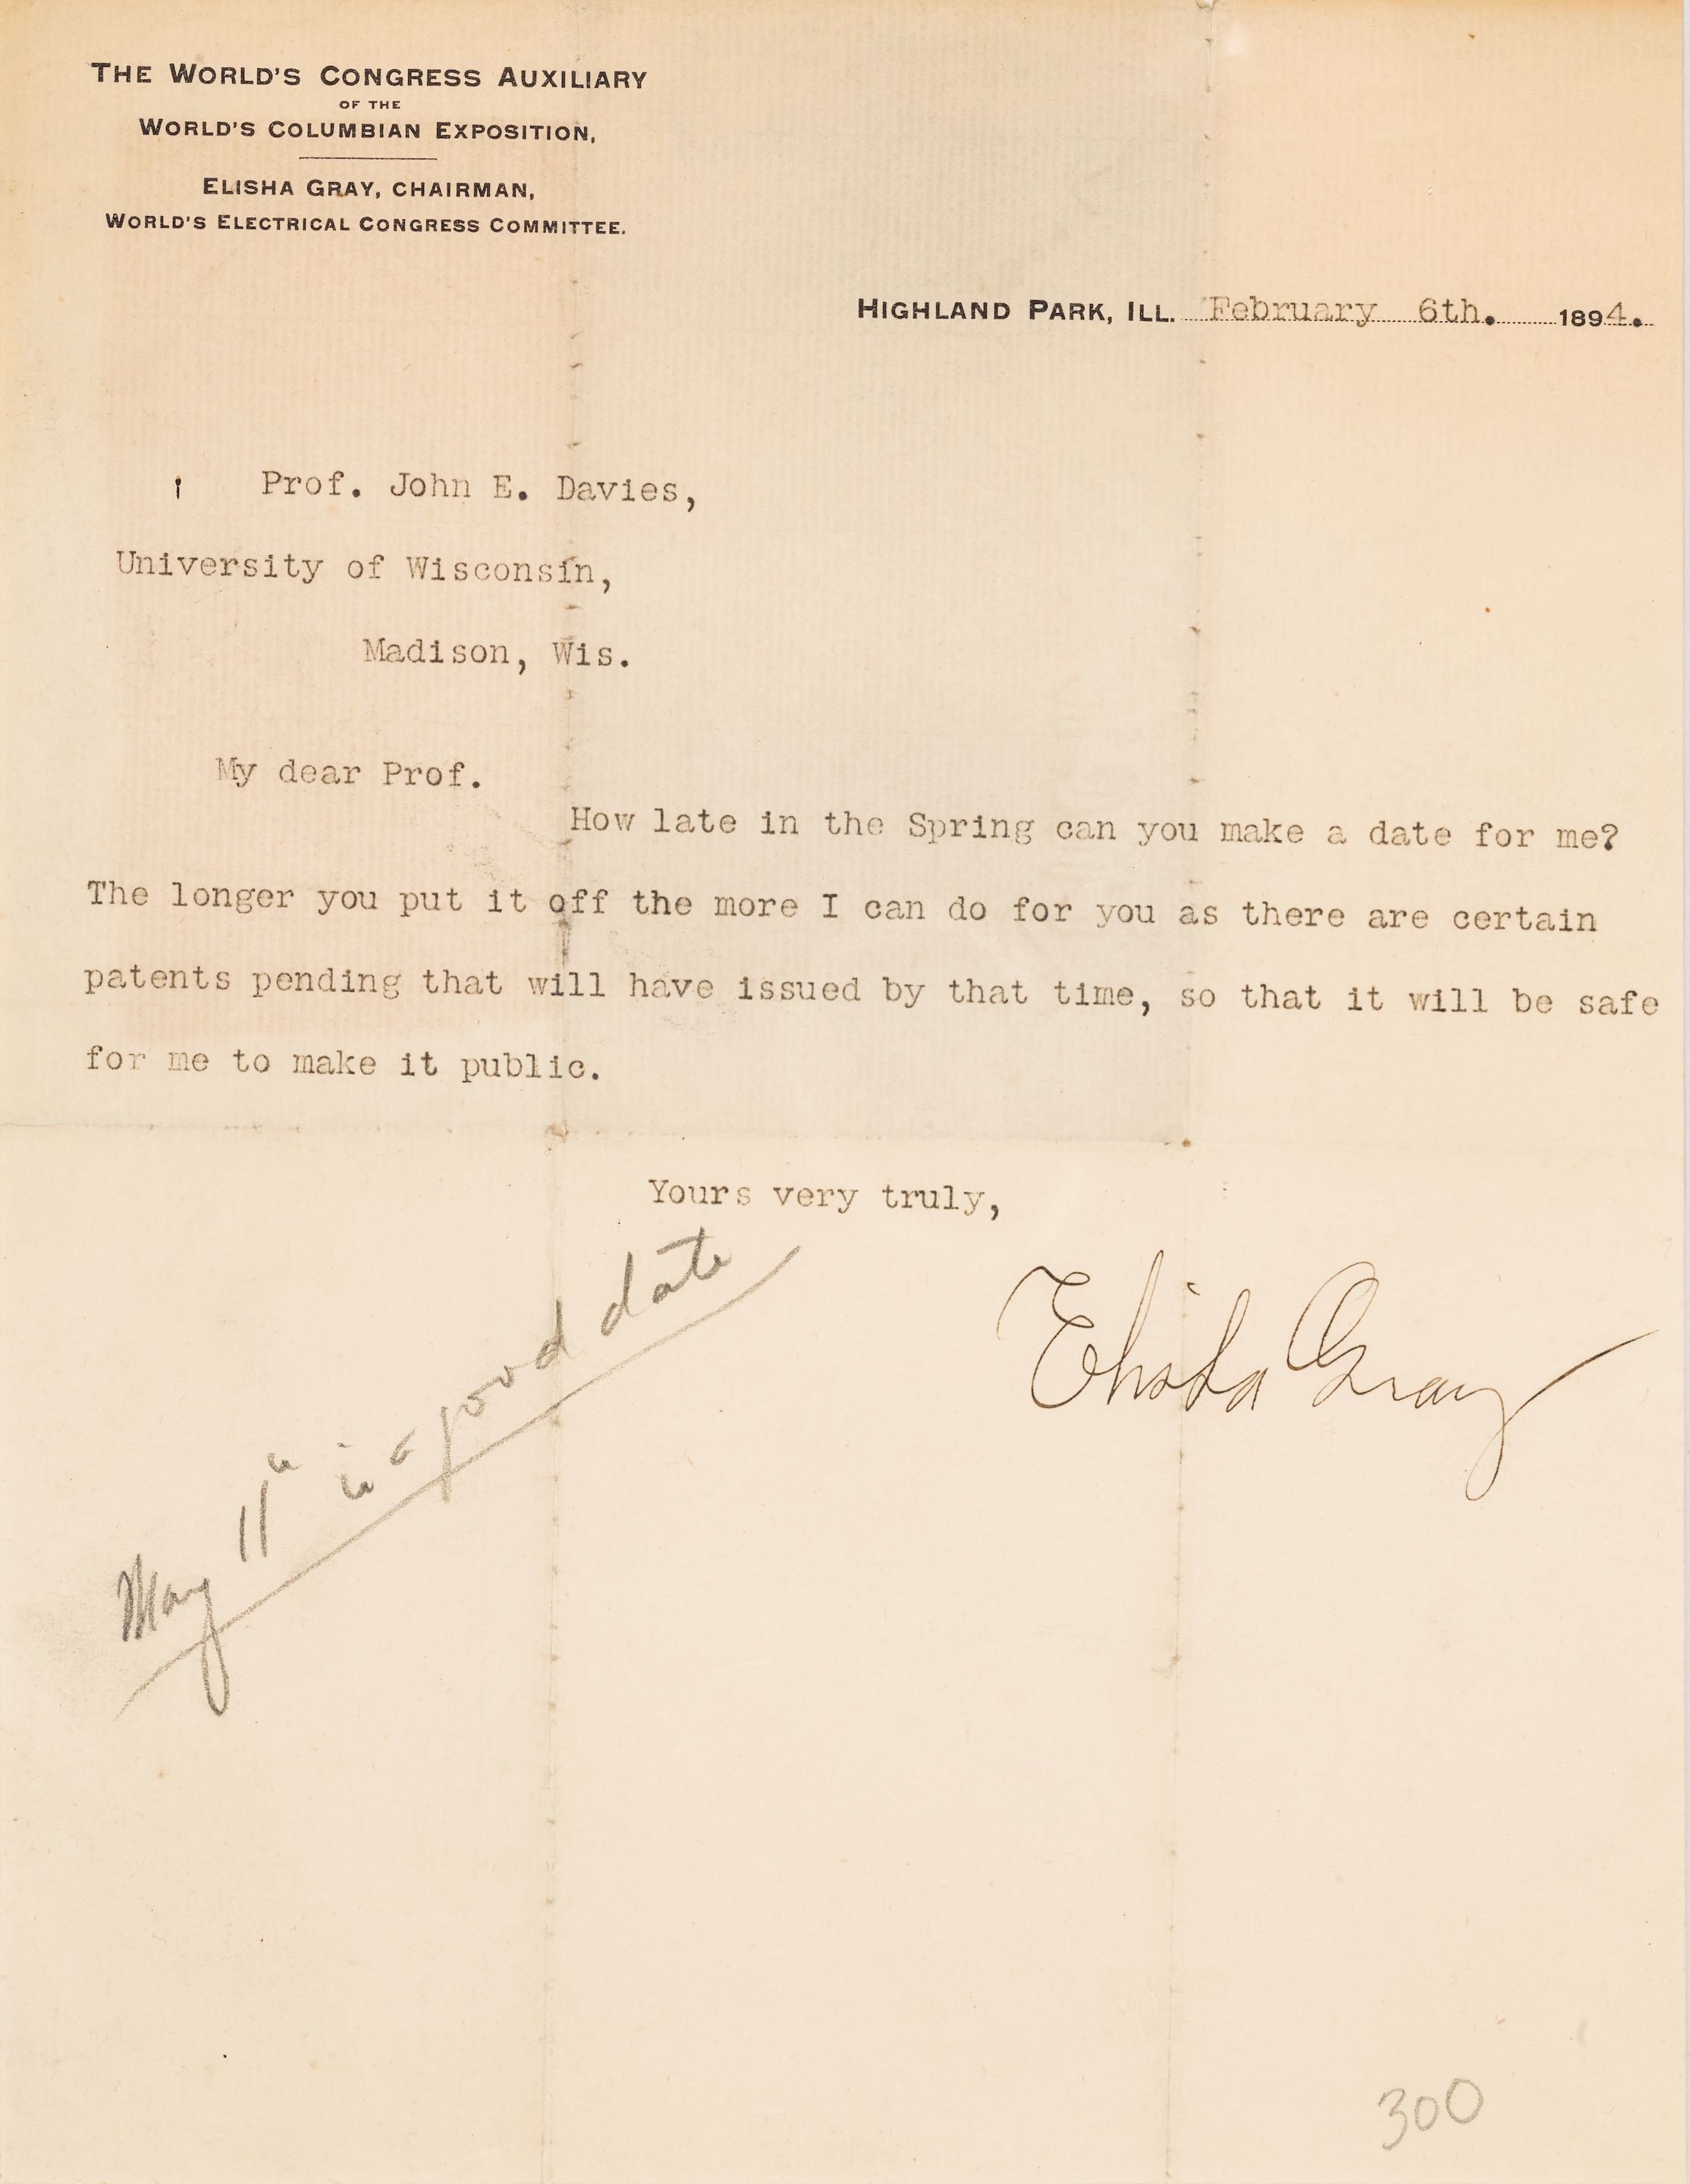 THE WORLD'S CONGRESS AUXILIARY
OF THE
WORLD'S COLUMBIAN EXPOSITION,
ELISHA GRAY, CHAIRMAN,
WORLD'S ELECTRICAL CONGRESS COMMITTEE.
HIGHLAND PARK, ILL. February 6th. 1894.
Prof. John E. Davies,
University of Wisconsin,
Madison, Wis.
My dear Prof.
How late in the Spring can you make a date for me?
The longer you put it off the more I can do for you as there are certain
patents pending that will have issued by that time, so that it will be safe
for me to make it public.
Yours very truly,
Elisha Gray
May 11th is a good date
300